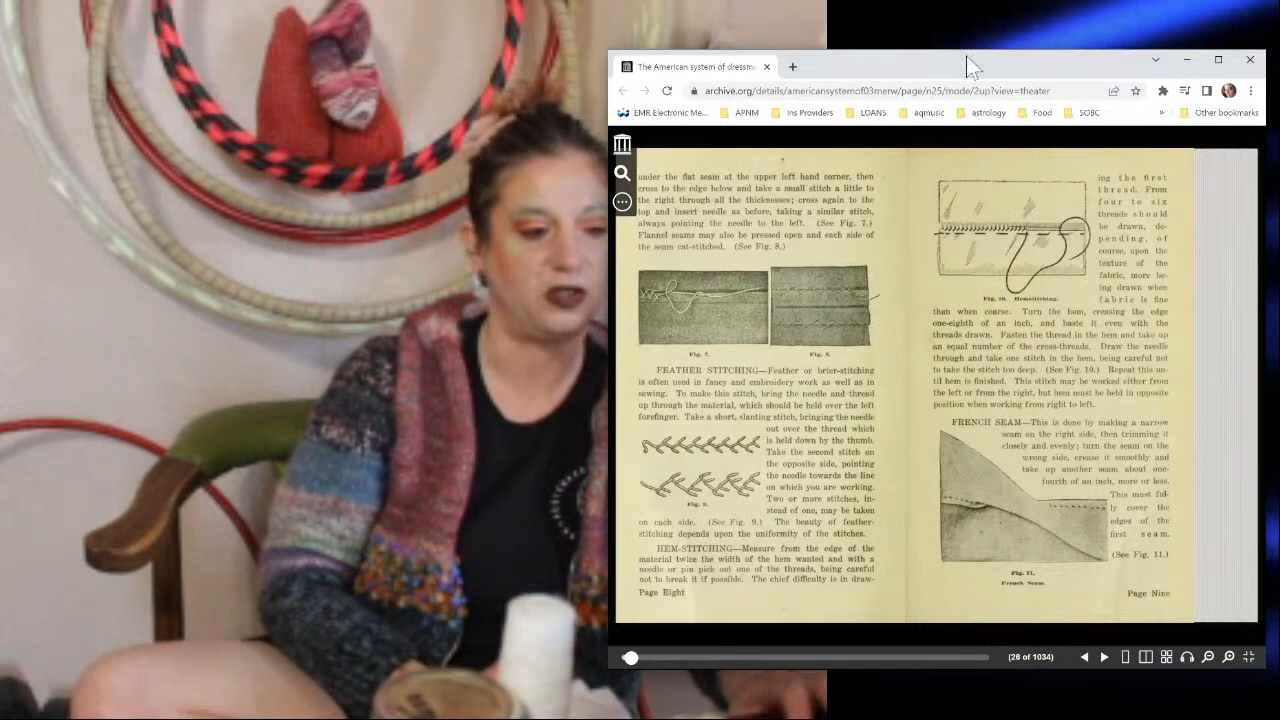 The American system of dressm
archive.org/details/americansystemof03merw/page/n25/mode/2up?view=theater
EMR Electronic Me...
APNM
Ins Providers
LOANS
aqmusic
astrology
Food
SOBC
»
Other bookmarks
under the flat seam at the upper left hand corner, then
cross to the edge below and take a small stitch a little to
the right through all the thicknesses; cross again to the
top and insert needle as before, taking a similar stitch,
always pointing the needle to the left. (See Fig. 7.)
Flannel seams may also be pressed open and each side of
the seam cat-stitched. (See Fig. 8.)
Fig. 7.
Fig. 8.
FEATHER STITCHING—Feather or brier-stitching
is often used in fancy and embroidery work as well as in
sewing. To make this stitch, bring the needle and thread
up through the material, which should be held over the left
forefinger. Take a short, slanting stitch, bringing the needle
out over the thread which
is held down by the thumb.
Take the second stitch on
the opposite side, pointing
the needle towards the line
on which you are working.
Two or more stitches, in-
stead of one, may be taken
Fig. 9.
on each side. (See Fig. 9.) The beauty of feather-
stitching depends upon the uniformity of the stitches.
HEM-STITCHING—Measure from the edge of the
material twice the width of the hem wanted and with a
needle or pin pick out one of the threads, being careful
not to break it if possible. The chief difficulty is in draw-
Page Eight
ing the first
thread. From
four to six
threads should
be drawn, de-
pending, of
course, upon the
texture of the
fabric, more be-
ing drawn when
fabric is fine
Fig. 10. Hemstitching.
than when coarse. Turn the hem, creasing the edge
one-eighth of an inch, and baste it even with the
threads drawn. Fasten the thread in the hem and take up
an equal number of the cross-threads. Draw the needle
through and take one stitch in the hem, being careful not
to take the stitch too deep. (See Fig. 10.) Repeat this un-
til hem is finished. This stitch may be worked either from
the left or from the right, but hem must be held in opposite
position when working from right to left.
FRENCH SEAM—This is done by making a narrow
seam on the right side, then trimming it
closely and evenly; turn the seam on the
wrong side, crease it smoothly and
take up another seam about one-
fourth of an inch, more or less.
This must ful-
ly cover the
edges of the
first seam.
(See Fig. 11.)
Fig. 11.
French Seam.
Page Nine
(26 of 1034)